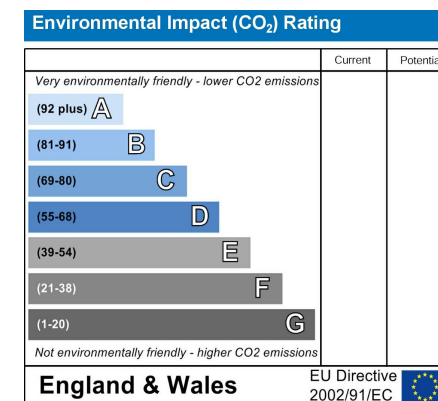 Environmental Impact (CO₂) Rating
Current Potentia
Very environmentally friendly - lower CO2 emissions
(92 plus) A
(81-91) B
(69-80) C
(55-68) D
(39-54) E
(21-38) F
(1-20) G
Not environmentally friendly - higher CO2 emissions
England & Wales
EU Directive
2002/91/EC